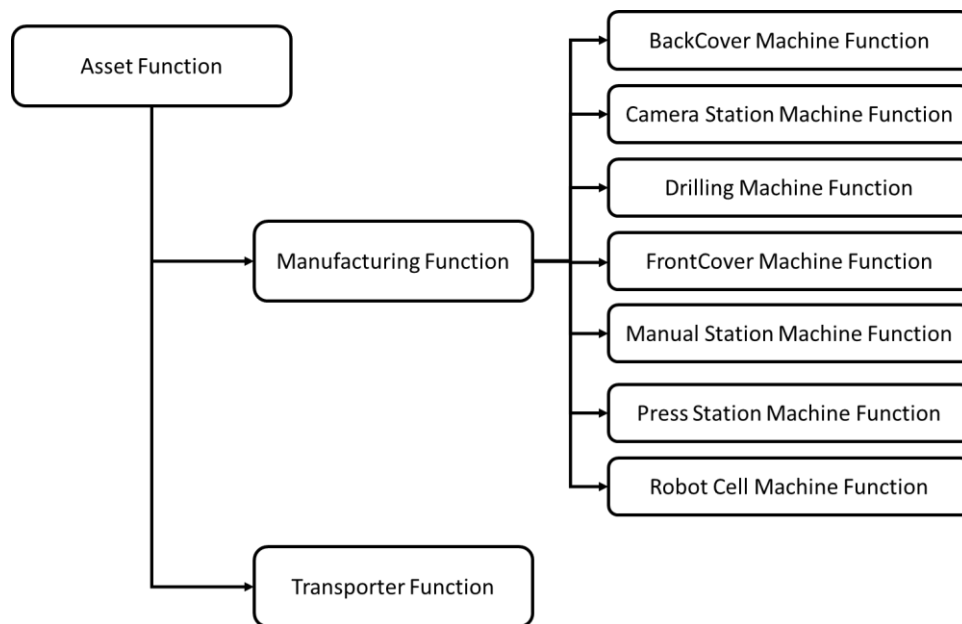 Asset Function
Manufacturing Function
Transporter Function
BackCover Machine Function
Camera Station Machine Function
Drilling Machine Function
FrontCover Machine Function
Manual Station Machine Function
Press Station Machine Function
Robot Cell Machine Function